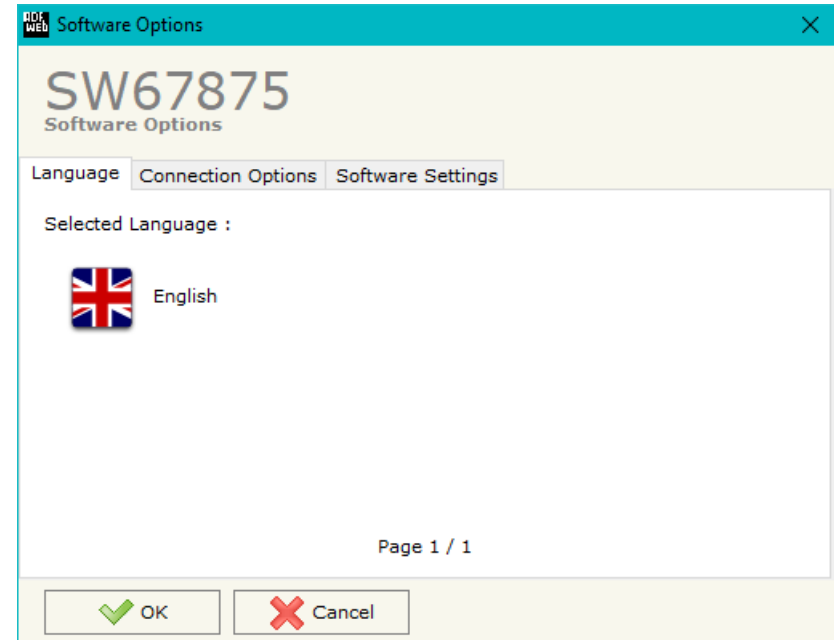 ADF
WEB
Software Options
SW67875
Software Options
Language
Connection Options
Software Settings
Selected Language :
English
Page 1 / 1
OK
Cancel